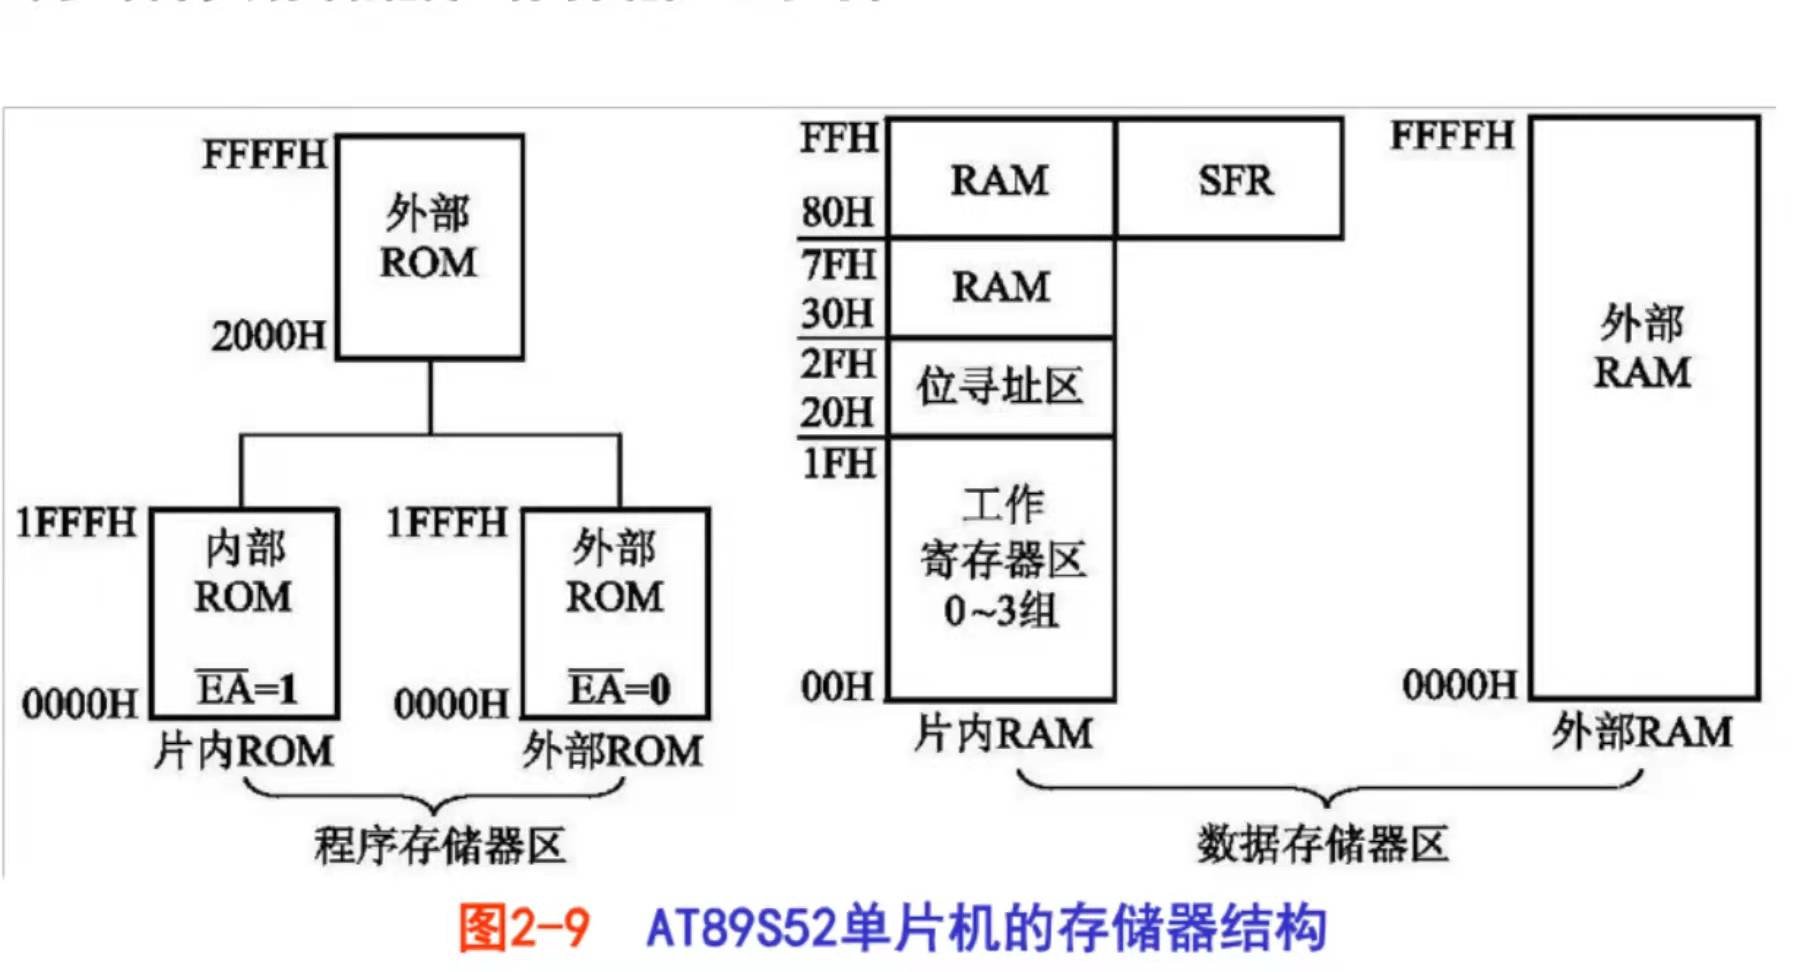 FFFFH
外部
ROM
2000H
1FFFH
内部
ROM
EA=1
0000H
片内ROM
1FFFH
外部
ROM
EA=0
0000H
外部ROM
程序存储器区
FFH
80H
RAM
SFR
7FH
30H
RAM
2FH
20H
位寻址区
1FH
工作
寄存器区
0~3组
00H
片内RAM
FFFFH
外部
RAM
0000H
外部RAM
数据存储器区
图2-9 AT89S52单片机的存储器结构